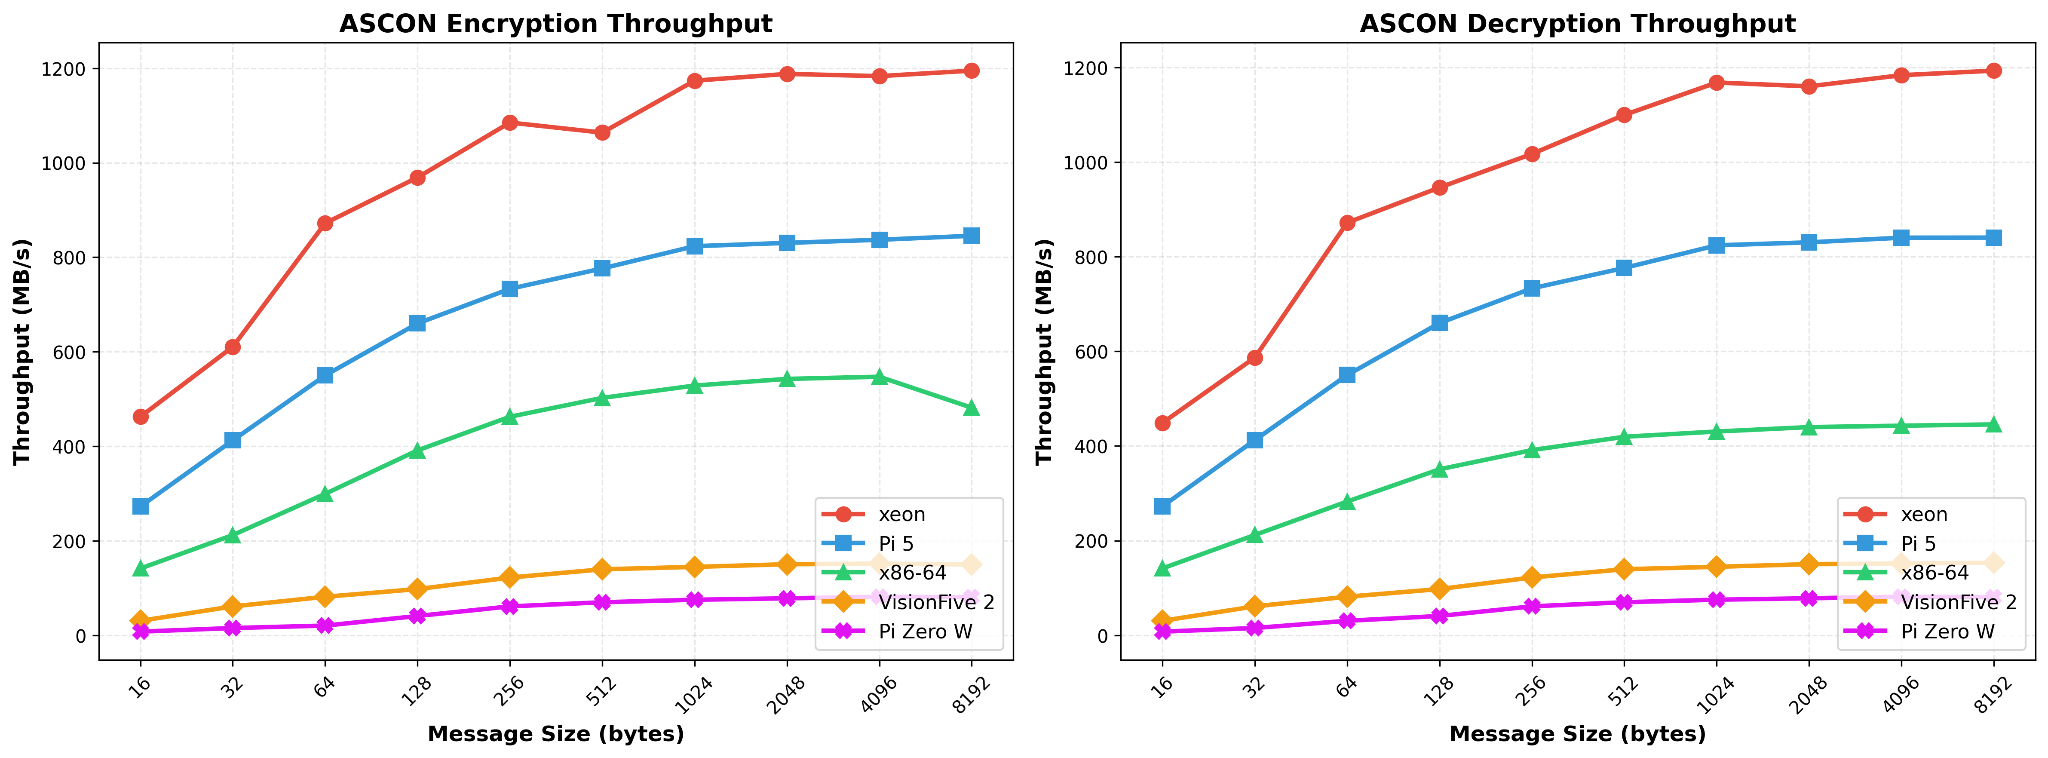 ASCON Encryption Throughput
Throughput (MB/s)
1200
1000
800
600
400
200
0
xeon
Pi 5
x86-64
VisionFive 2
Pi Zero W
16
32
64
128
256
512
1024
2048
4096
8192
Message Size (bytes)
ASCON Decryption Throughput
Throughput (MB/s)
1200
1000
800
600
400
200
0
xeon
Pi 5
x86-64
VisionFive 2
Pi Zero W
16
32
64
128
256
512
1024
2048
4096
8192
Message Size (bytes)